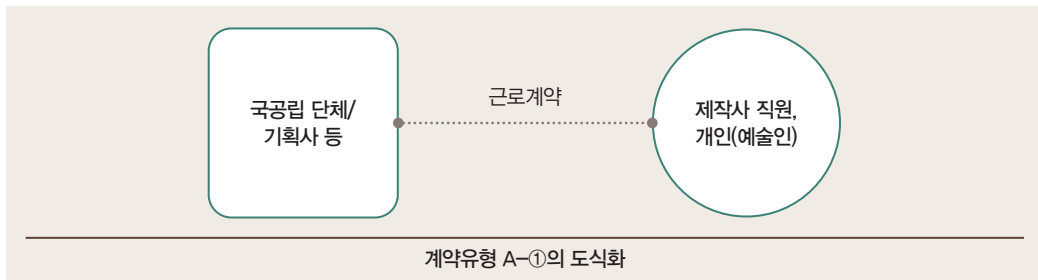 국공립 단체/
기획사 등
근로계약
제작사 직원,
개인(예술인)
계약유형 A–①의 도식화